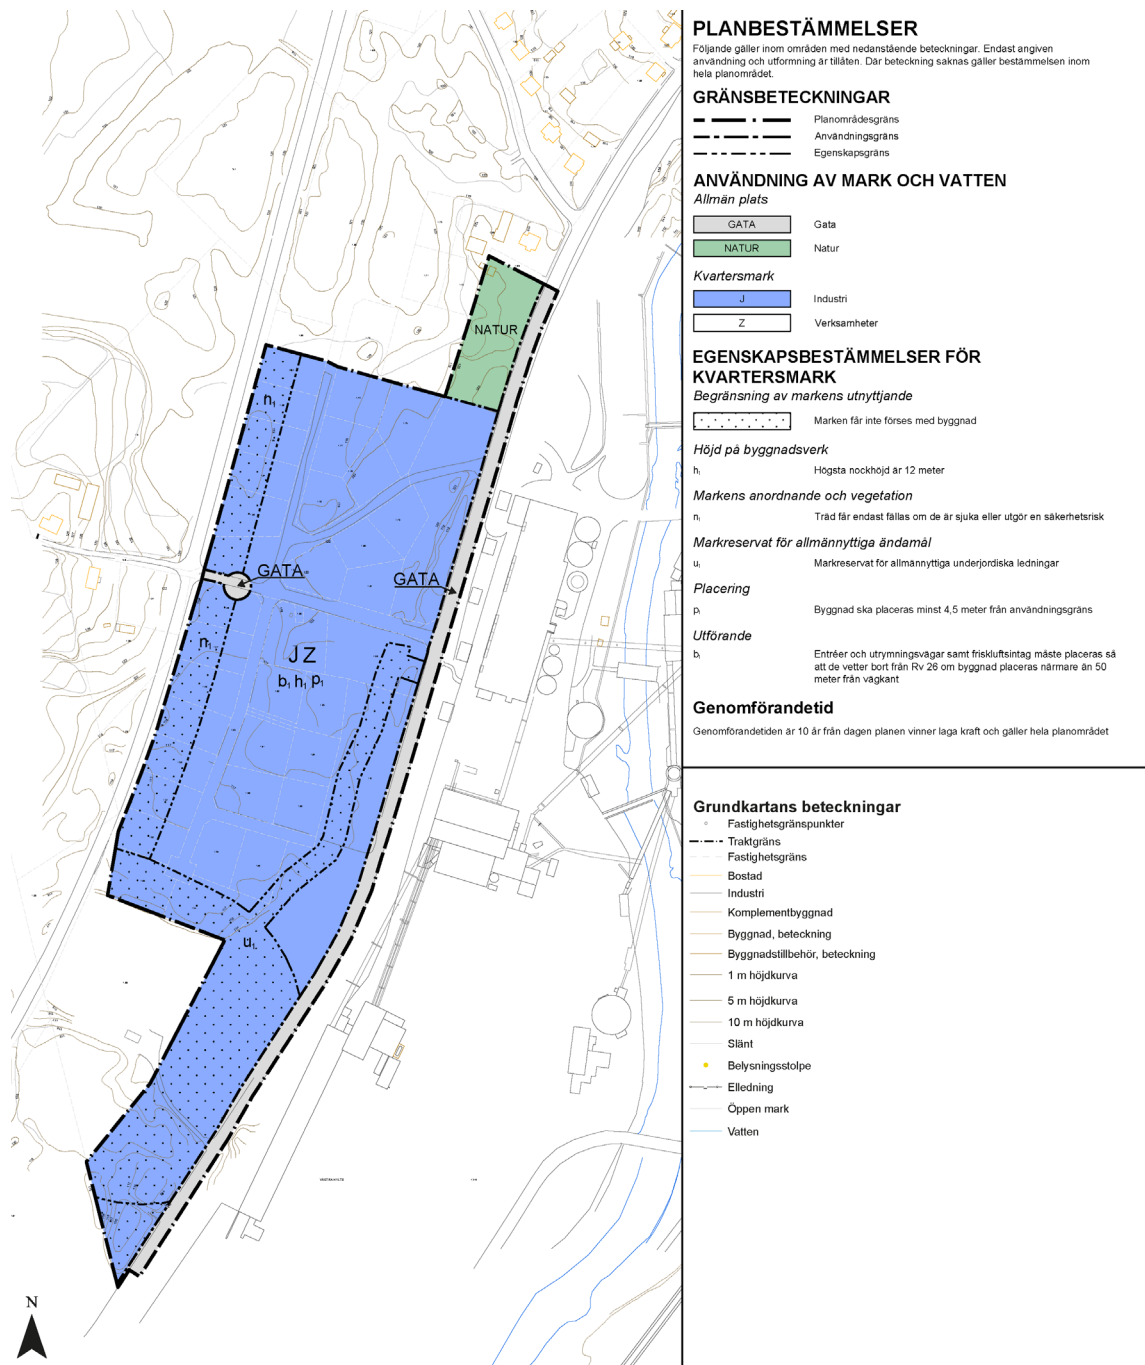 PLANBESTÄMMELSER
Följande gäller inom områden med nedanstående beteckningar. Endast angiven
användning och utformning är tillåten. Där beteckning saknas gäller bestämmelsen inom
hela planområdet.
GRÄNSBETECKNINGAR
Planområdesgräns
Användningsgräns
Egenskapsgräns
ANVÄNDNING AV MARK OCH VATTEN
Allmän plats
GATA Gata
NATUR Natur
Kvartersmark
J Industri
Z Verksamheter
EGENSKAPSBESTÄMMELSER FÖR
KVARTERSMARK
Begränsning av markens utnyttjande
Marken får inte förses med byggnad
Höjd på byggnadsverk
h₁ Högsta nockhöjd är 12 meter
Markens anordnande och vegetation
n₁ Träd får endast fällas om de är sjuka eller utgör en säkerhetsrisk
Markreservat för allmännyttiga ändamål
u₁ Markreservat för allmännyttiga underjordiska ledningar
Placering
p₁ Byggnad ska placeras minst 4,5 meter från användningsgräns
Utförande
b₁ Entréer och utrymningsvägar samt friskluftsintag måste placeras så
att de vetter bort från Rv 26 om byggnad placeras närmare än 50
meter från vägkant
Genomförandetid
Genomförandetiden är 10 år från dagen planen vinner laga kraft och gäller hela planområdet
Grundkartans beteckningar
Fastighetsgränspunkter
Traktgräns
Fastighetsgräns
Bostad
Industri
Komplementbyggnad
Byggnad, beteckning
Byggnadstillbehör, beteckning
1 m höjdkurva
5 m höjdkurva
10 m höjdkurva
Slänt
Belysningsstolpe
Elledning
Öppen mark
Vatten
NATUR
n₁
GATA
GATA
n₁
J Z
b₁ h₁ p₁
u₁
N